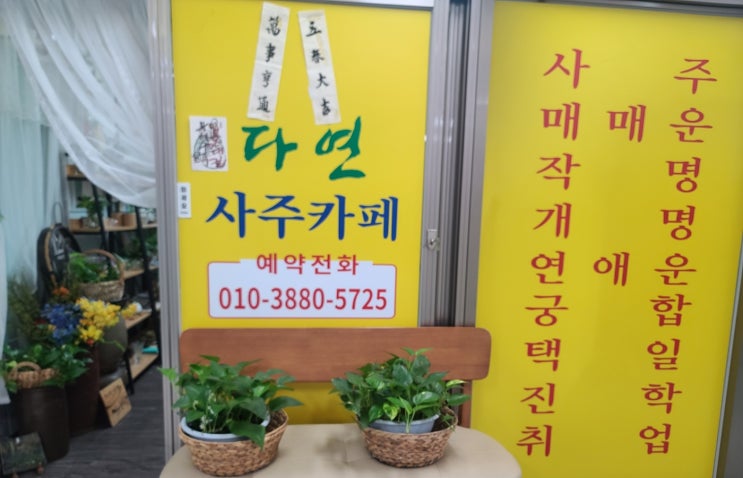 萬事亨通
立春大吉
다연
사주카페
예약전화
010-3880-5725
사 주
매 매 운
작 명
개 명
연 애 운
궁 합
택 일
진 학
취 업